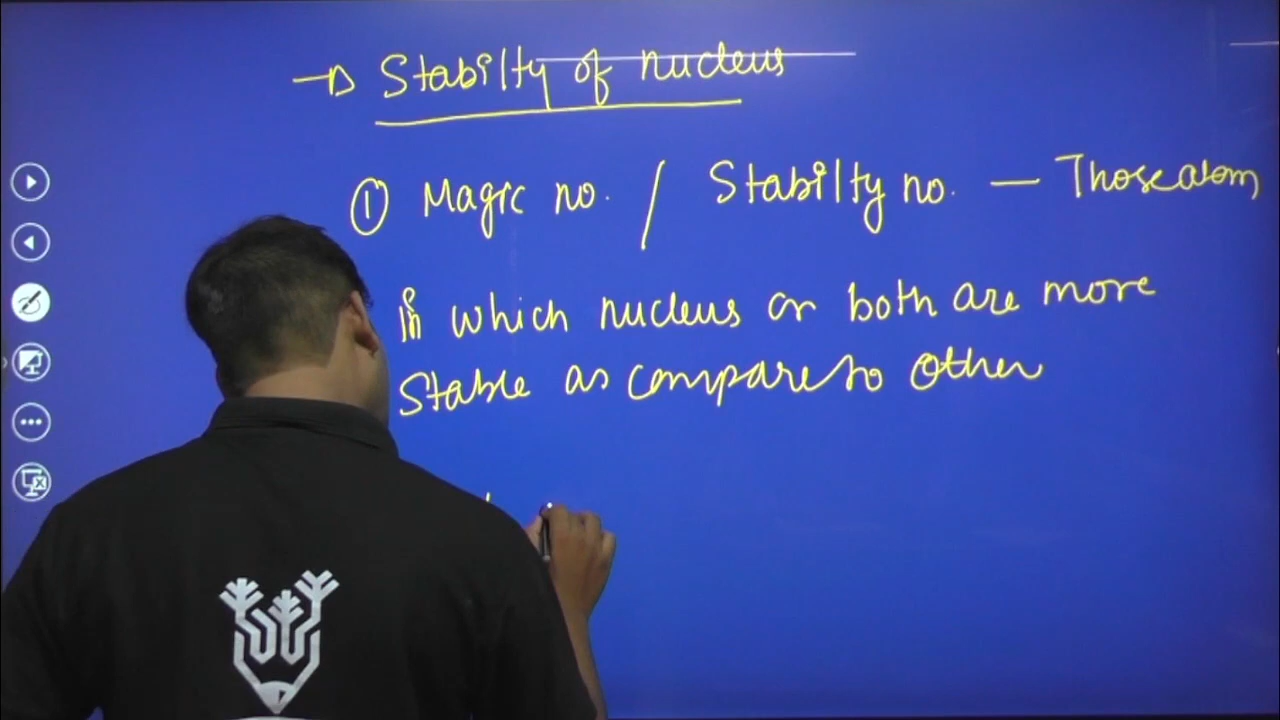 → Stabilty of nucleus
① Magic no. / Stabilty no. — Those atom,
in which nucleus or both are more
stable as compare to other